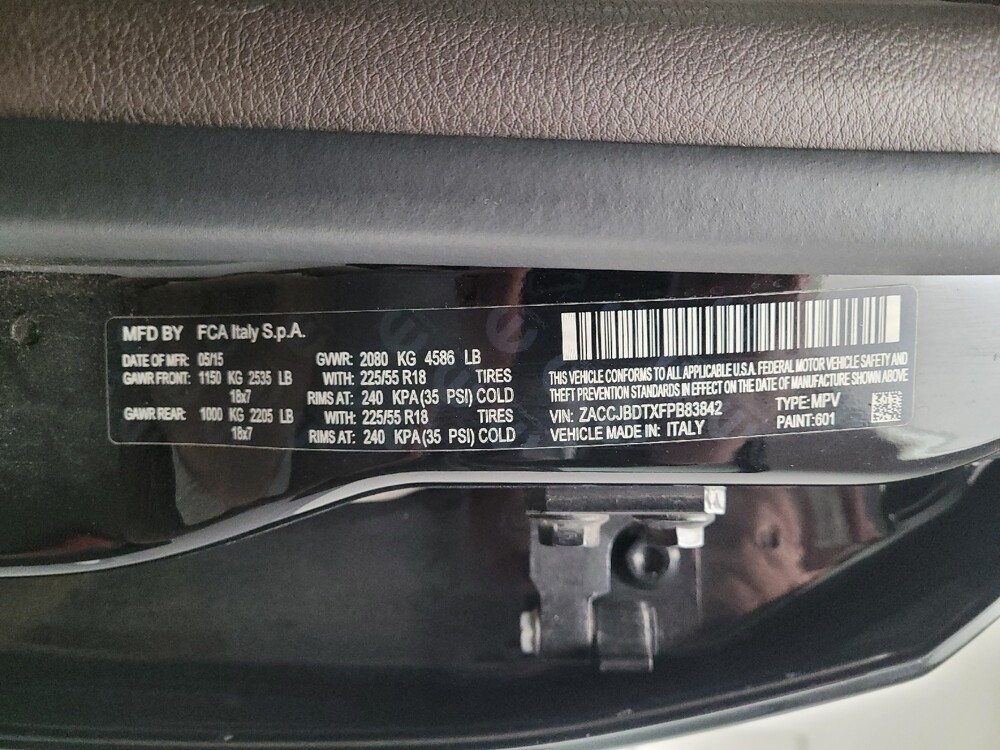 MFD BY FCA Italy S.p.A.
DATE OF MFR: 05/15 GVWR: 2080 KG 4586 LB
GAWR FRONT: 1150 KG 2535 LB WITH: 225/55 R18 TIRES
18x7 RIMS AT: 240 KPA(35 PSI) COLD
GAWR REAR: 1000 KG 2205 LB WITH: 225/55 R18 TIRES
18x7 RIMS AT: 240 KPA(35 PSI) COLD
THIS VEHICLE CONFORMS TO ALL APPLICABLE U.S.A. FEDERAL MOTOR VEHICLE SAFETY AND
THEFT PREVENTION STANDARDS IN EFFECT ON THE DATE OF MANUFACTURE SHOWN ABOVE
VIN: ZACCJBDTXFPB83842 TYPE: MPV
VEHICLE MADE IN: ITALY PAINT: 601